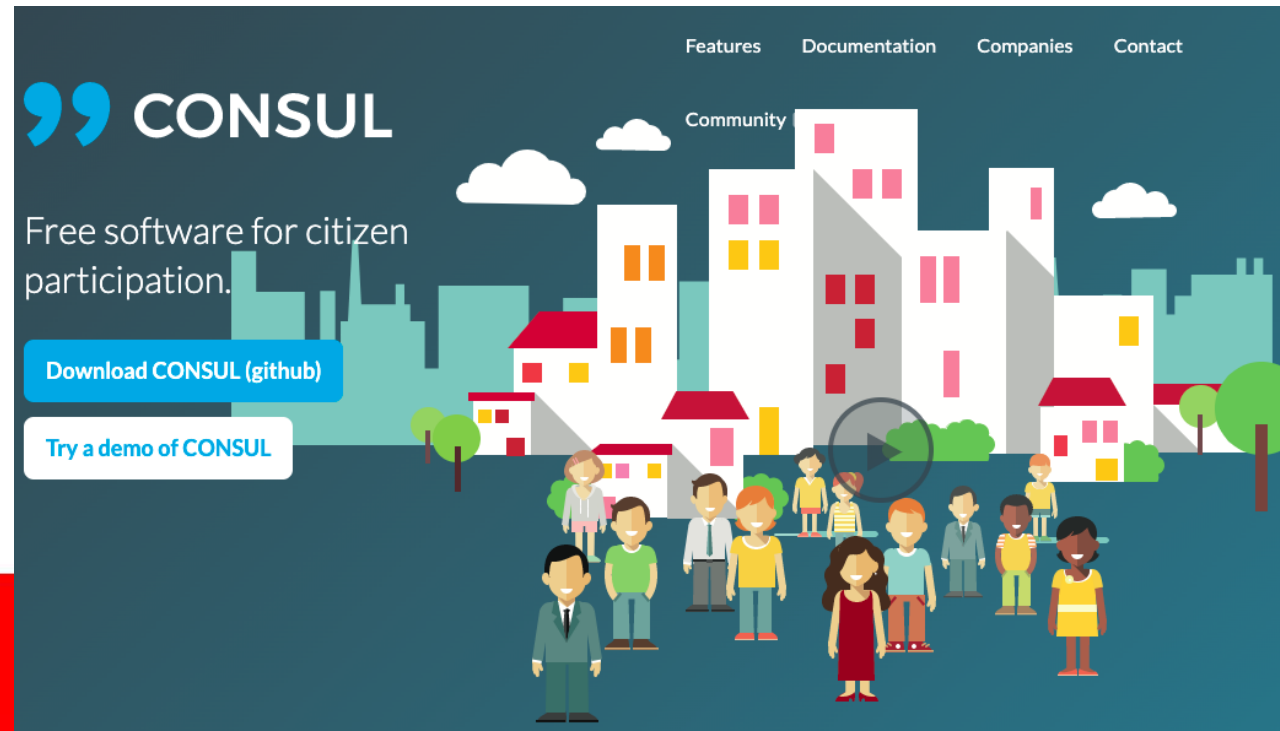 Features Documentation Companies Contact
Community
CONSUL
Free software for citizen
participation.
Download CONSUL (github)
Try a demo of CONSUL